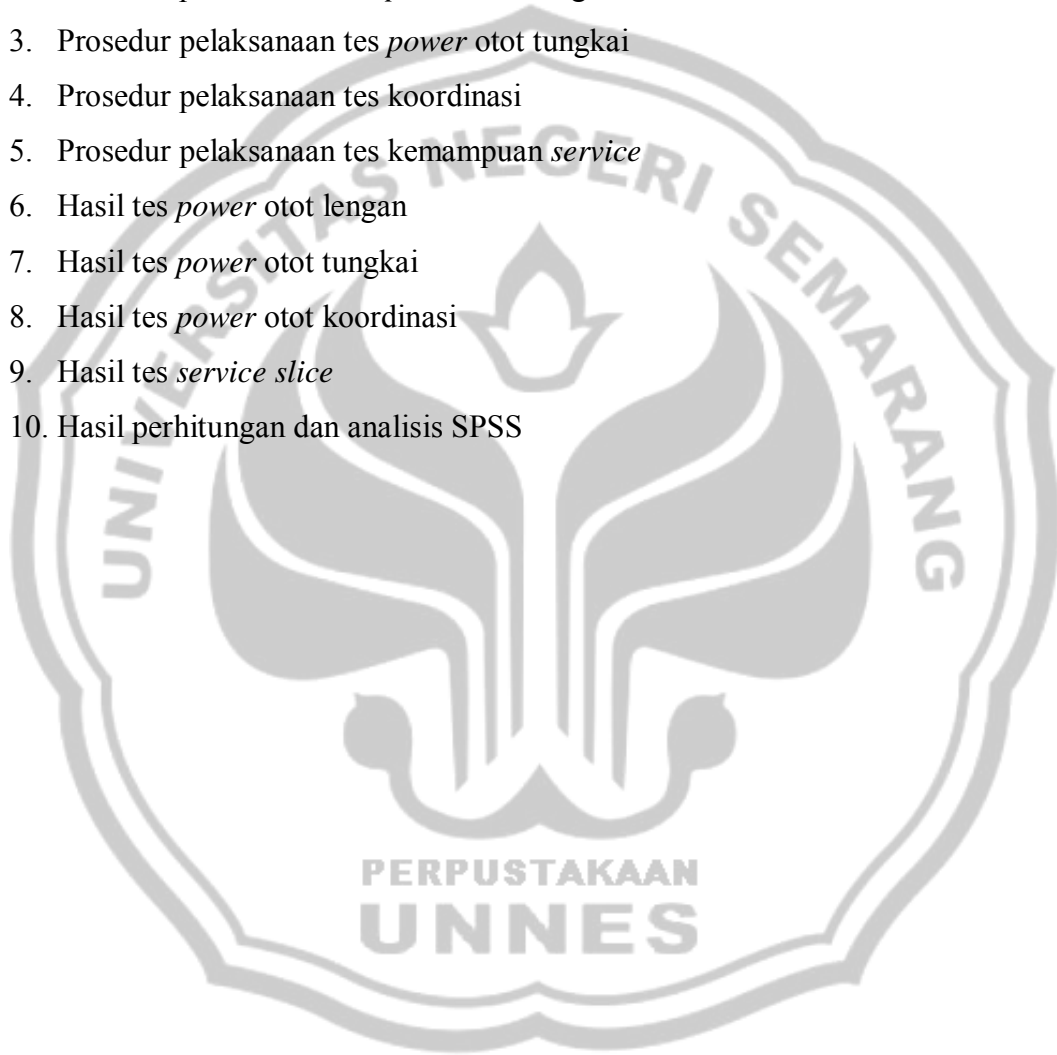 3. Prosedur pelaksanaan tes power otot tungkai
4. Prosedur pelaksanaan tes koordinasi
5. Prosedur pelaksanaan tes kemampuan service
6. Hasil tes power otot lengan
7. Hasil tes power otot tungkai
8. Hasil tes power otot koordinasi
9. Hasil tes service slice
10. Hasil perhitungan dan analisis SPSS
UNIVERSITAS NEGERI SEMARANG
PERPUSTAKAAN
UNNES